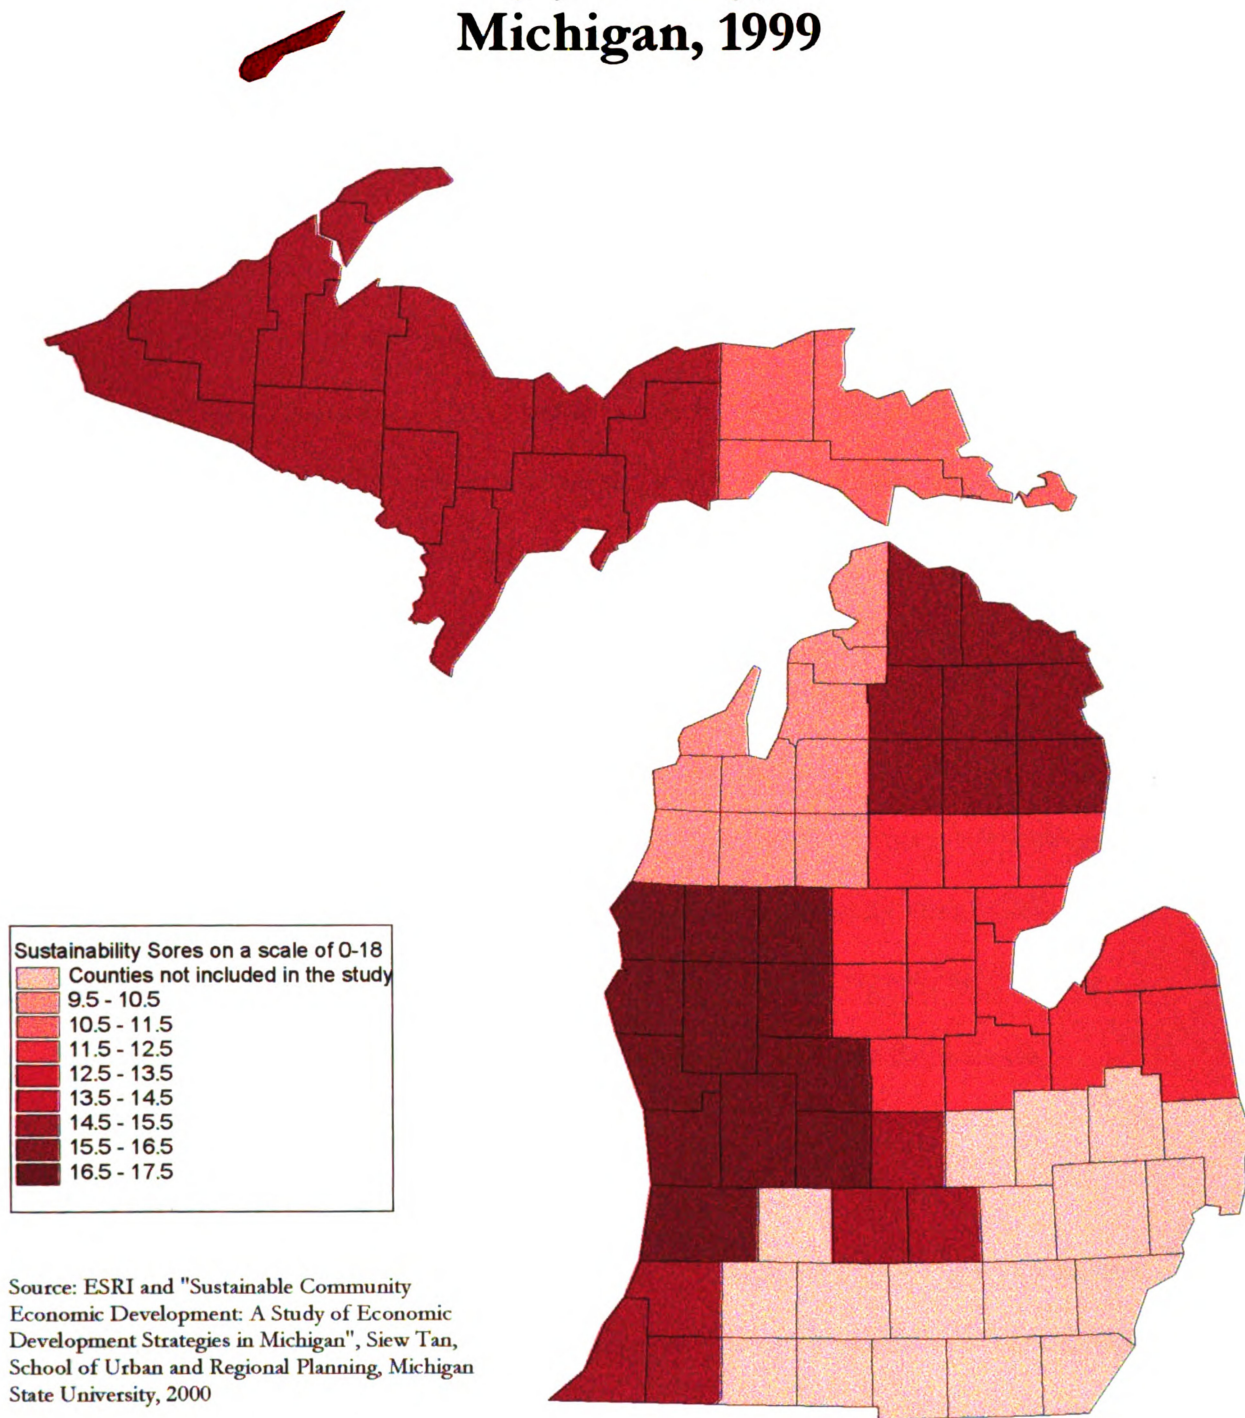 Michigan, 1999
Sustainability Sores on a scale of 0-18
Counties not included in the study
9.5 - 10.5
10.5 - 11.5
11.5 - 12.5
12.5 - 13.5
13.5 - 14.5
14.5 - 15.5
15.5 - 16.5
16.5 - 17.5
Source: ESRI and "Sustainable Community
Economic Development: A Study of Economic
Development Strategies in Michigan", Siew Tan,
School of Urban and Regional Planning, Michigan
State University, 2000